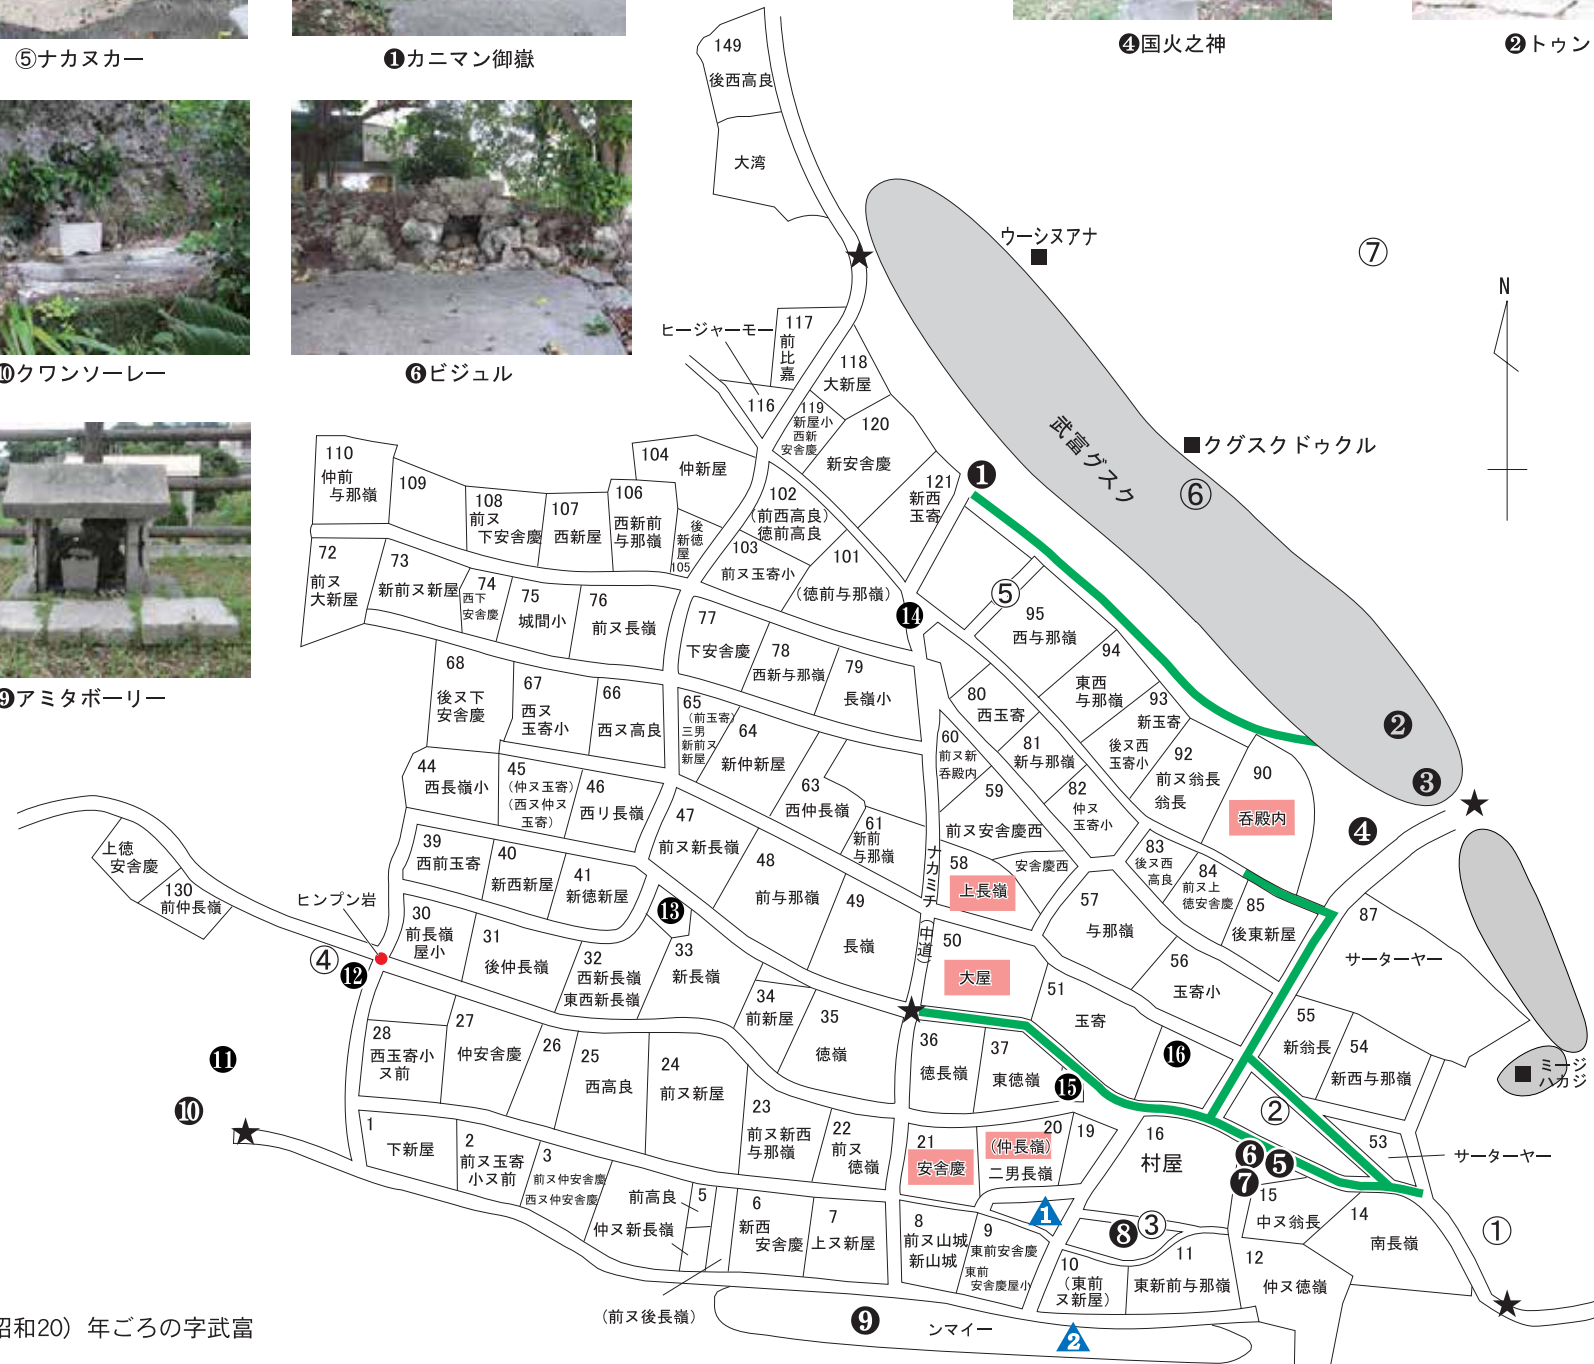 ⑤ナカヌカー
❶カニマン御嶽
❹国火之神
❷トゥン
❿クワンソーレー
❻ビジュル
❾アミタボーリー
149
後西高良
大湾
ウーシヌアナ
⑦
N
ヒージャーモー
117
前比嘉
118
大新屋
116
119
新屋小
西新
安舎慶
120
新安舎慶
武富グスク
クグスクドゥクル
⑥
110
仲前
与那嶺
109
108
前ヌ
下安舎慶
107
西新屋
106
西新前
与那嶺
104
仲新屋
後新徳屋
105
102
(前西高良)
徳前高良
103
前ヌ玉寄小
101
(徳前与那嶺)
121
新西
玉寄
❶
72
前ヌ
大新屋
73
新前ヌ新屋
74
西下
安舎慶
75
城間小
76
前ヌ長嶺
77
下安舎慶
78
西新与那嶺
79
長嶺小
⓮
⑤
95
西与那嶺
94
東西
与那嶺
93
新玉寄
後ヌ西
玉寄小
92
前ヌ翁長
翁長
90
呑殿内
❷
❸
❹
68
後ヌ下
安舎慶
67
西ヌ
玉寄小
66
西ヌ高良
65
(前玉寄)
三男
新前ヌ
新屋
64
新仲新屋
63
西仲長嶺
61
新前
与那嶺
80
西玉寄
60
前ヌ新
呑殿内
81
新与那嶺
59
前ヌ安舎慶西
82
仲ヌ
玉寄小
44
西長嶺小
45
(仲ヌ玉寄)
(西ヌ仲ヌ
玉寄)
46
西リ長嶺
47
前ヌ新長嶺
48
前与那嶺
49
長嶺
ナカミチ(中道)
58
上長嶺
安舎慶西
57
与那嶺
83
後ヌ西
高良
84
前ヌ上
徳安舎慶
85
後東新屋
87
サーターヤー
39
西前玉寄
40
新西新屋
41
新徳新屋
上徳
安舎慶
130
前仲長嶺
ヒンプン岩
④
⓬
30
前長嶺
屋小
31
後仲長嶺
32
西新長嶺
東西新長嶺
⓭
33
新長嶺
34
前新屋
35
徳嶺
50
大屋
51
玉寄
56
玉寄小
⓰
55
新翁長
54
新西与那嶺
ミージ
ハカジ
⓫
❿
28
西玉寄小
ヌ前
27
仲安舎慶
26
25
西高良
24
前ヌ新屋
23
前ヌ新西
与那嶺
22
前ヌ
徳嶺
36
徳長嶺
37
東徳嶺
⓯
②
53
サーターヤー
1
下新屋
2
前ヌ玉寄
小ヌ前
3
前ヌ仲安舎慶
西ヌ仲安舎慶
前高良
5
仲ヌ新長嶺
(前ヌ後長嶺)
6
新西
安舎慶
7
上ヌ新屋
21
安舎慶
20
(仲長嶺)
二男長嶺
19
16
村屋
❻
❺
❼
15
中ヌ翁長
14
南長嶺
①
8
前ヌ山城
新山城
9
東前安舎慶
東前
安舎慶屋小
1
❽
③
10
(東前
ヌ新屋)
11
東新前与那嶺
12
仲ヌ徳嶺
❾
ンマイー
2
昭和20）年ごろの字武富